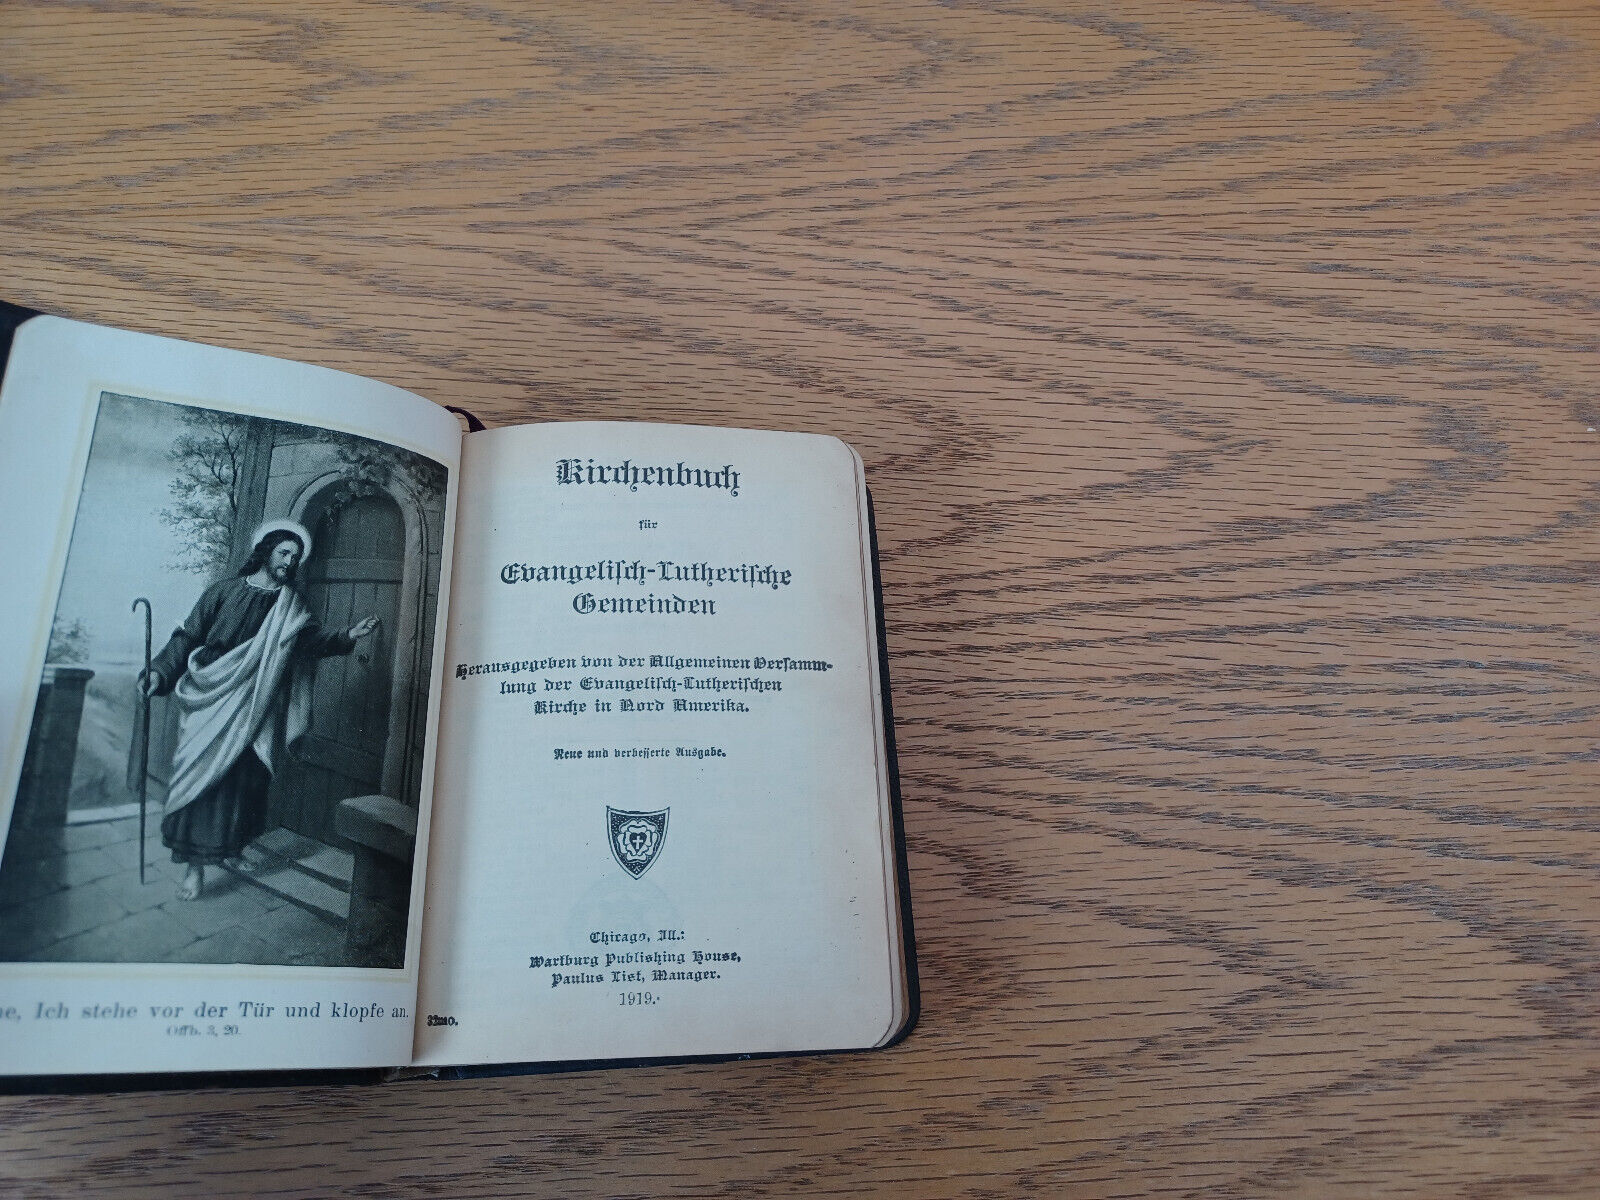 Ich stehe vor der Tür und klopfe an.
Offb. 3, 20.
Kirchenbuch
für
Evangeliſch-Lutheriſche
Gemeinden
Herausgegeben von der Allgemeinen Verſamm-
lung der Evangeliſch-Lutheriſchen
Kirche in Nord Amerika.
Neue und verbeſſerte Ausgabe.
Chicago, Ill.:
Wartburg Publiſhing Houſe,
Paulus Liſt, Manager.
1919.
32mo.